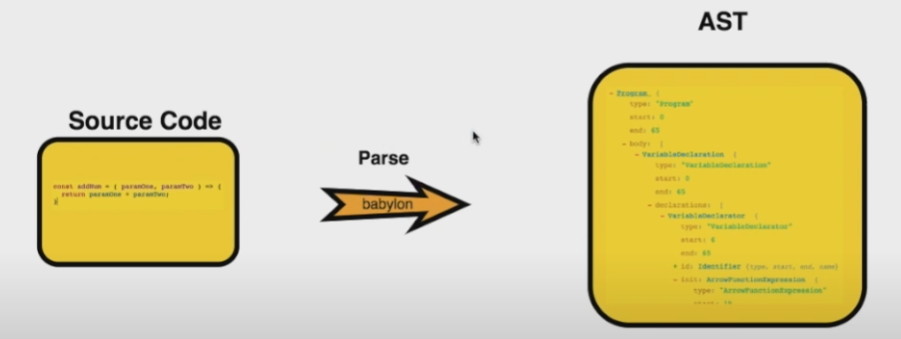 AST
Source Code
Parse
babylon
const addNum = ( paramOne, paramTwo ) => {
return paramOne + paramTwo;
}
- Program {
type: "Program"
start: 0
end: 65
- body: [
- VariableDeclaration {
type: "VariableDeclaration"
start: 0
end: 65
- declarations: [
- VariableDeclarator {
type: "VariableDeclarator"
start: 6
end: 65
+ id: Identifier {type, start, end, name}
- init: ArrowFunctionExpression {
type: "ArrowFunctionExpression"